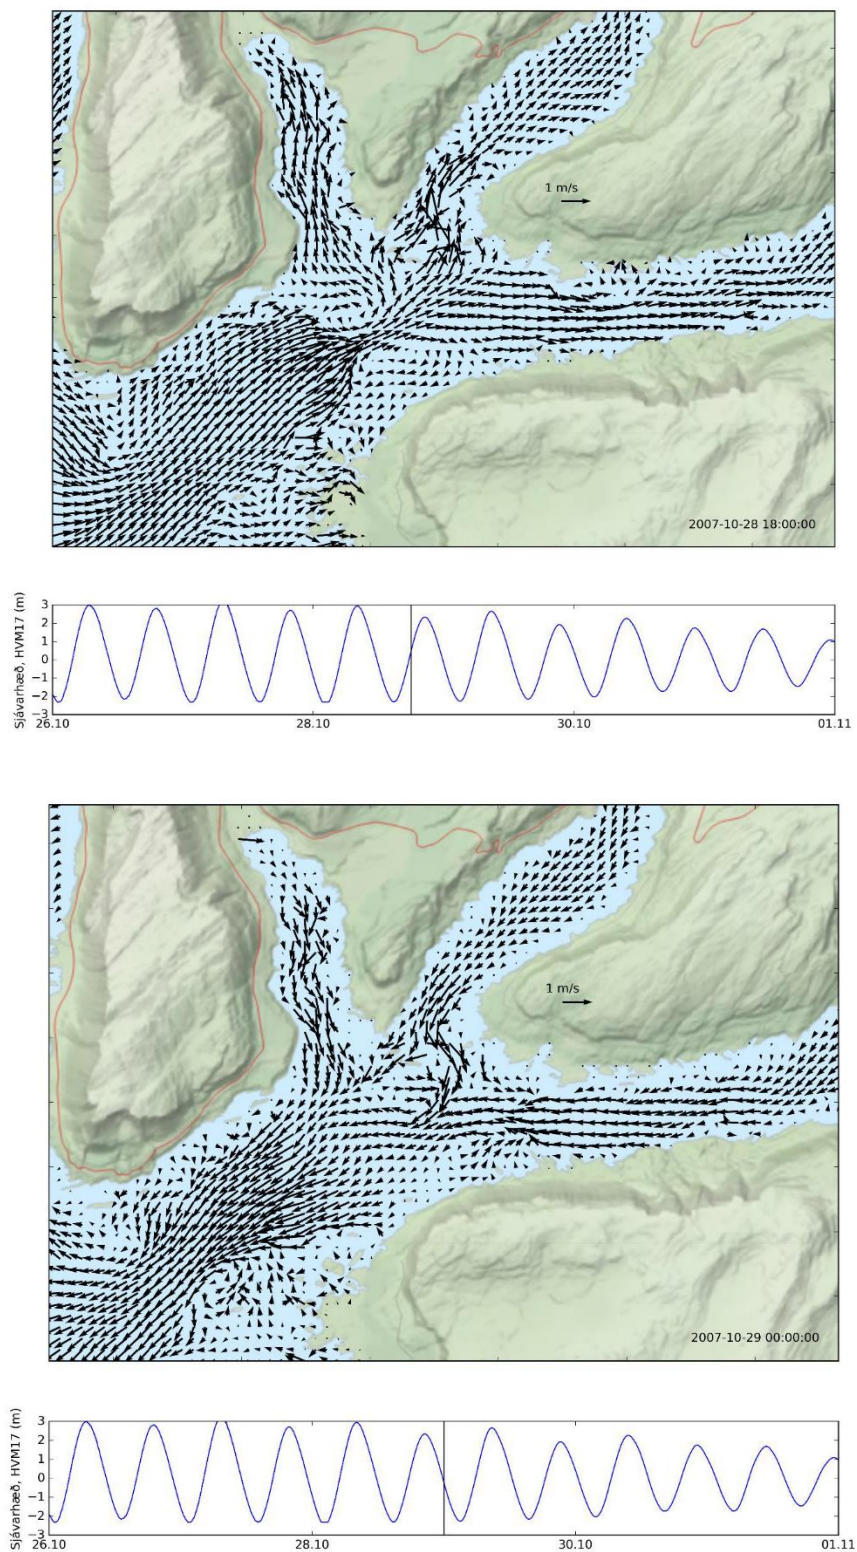 1 m/s
2007-10-28 18:00:00
Sjávarhæð, HVM17 (m)
3
2
1
0
−1
−2
−3
26.10 28.10 30.10 01.11
1 m/s
2007-10-29 00:00:00
Sjávarhæð, HVM17 (m)
3
2
1
0
−1
−2
−3
26.10 28.10 30.10 01.11